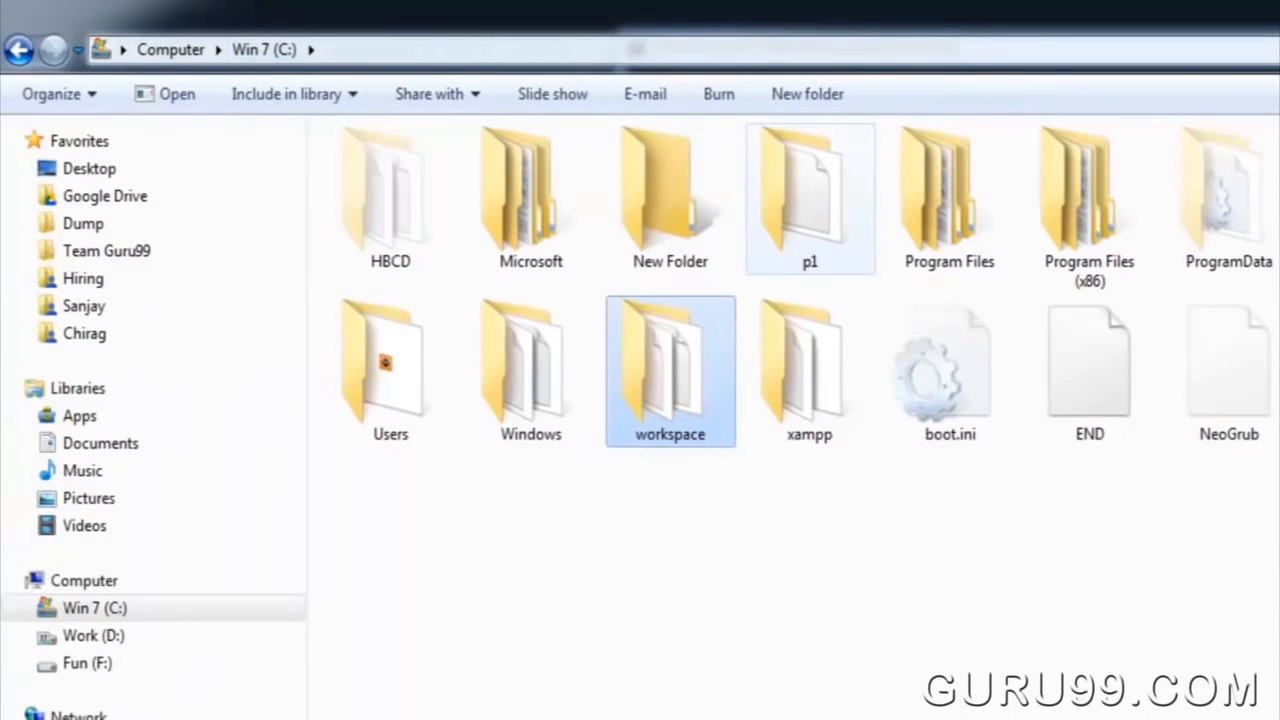 Computer Win 7 (C:)
Organize Open Include in library Share with Slide show E-mail Burn New folder
Favorites
Desktop
Google Drive
Dump
Team Guru99
Hiring
Sanjay
Chirag
Libraries
Apps
Documents
Music
Pictures
Videos
Computer
Win 7 (C:)
Work (D:)
Fun (F:)
Network
HBCD Microsoft New Folder p1 Program Files Program Files ProgramData
(x86)
Users Windows workspace xampp boot.ini END NeoGrub
GURU99.COM